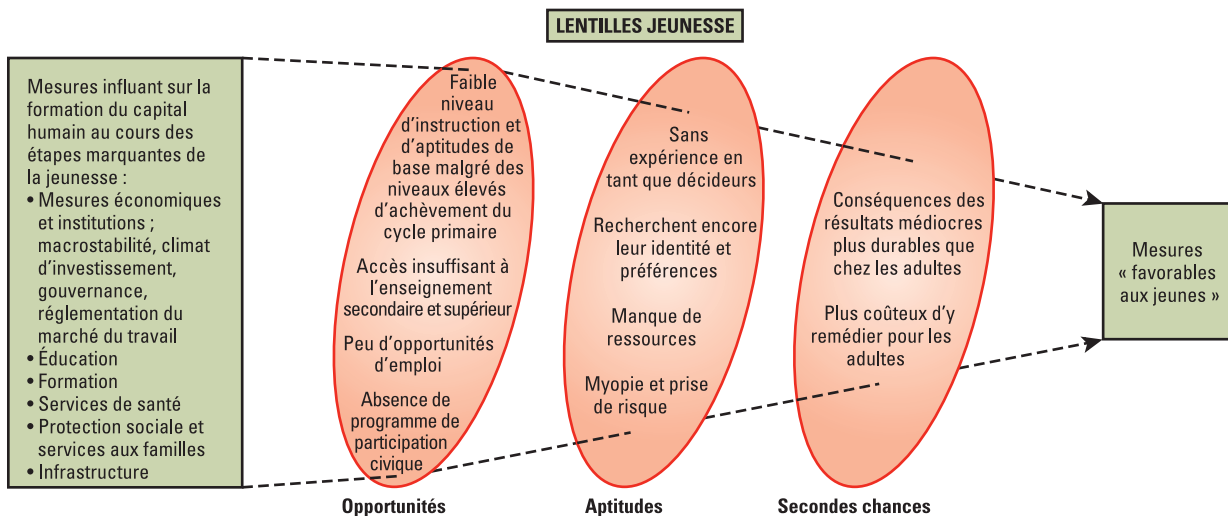 LENTILLES JEUNESSE
Mesures influant sur la
formation du capital
humain au cours des
étapes marquantes de
la jeunesse :
• Mesures économiques
et institutions ;
macrostabilité, climat
d'investissement,
gouvernance,
réglementation du
marché du travail
• Éducation
• Formation
• Services de santé
• Protection sociale et
services aux familles
• Infrastructure
Faible
niveau
d'instruction et
d'aptitudes de
base malgré des
niveaux élevés
d'achèvement du
cycle primaire
Accès insuffisant à
l'enseignement
secondaire et supérieur
Peu d'opportunités
d'emploi
Absence de
programme de
participation
civique
Opportunités
Sans
expérience en
tant que décideurs
Recherchent encore
leur identité et
préférences
Manque de
ressources
Myopie et prise
de risque
Aptitudes
Conséquences des
résultats médiocres
plus durables que
chez les adultes
Plus coûteux d'y
remédier pour les
adultes
Secondes chances
Mesures
« favorables
aux jeunes »